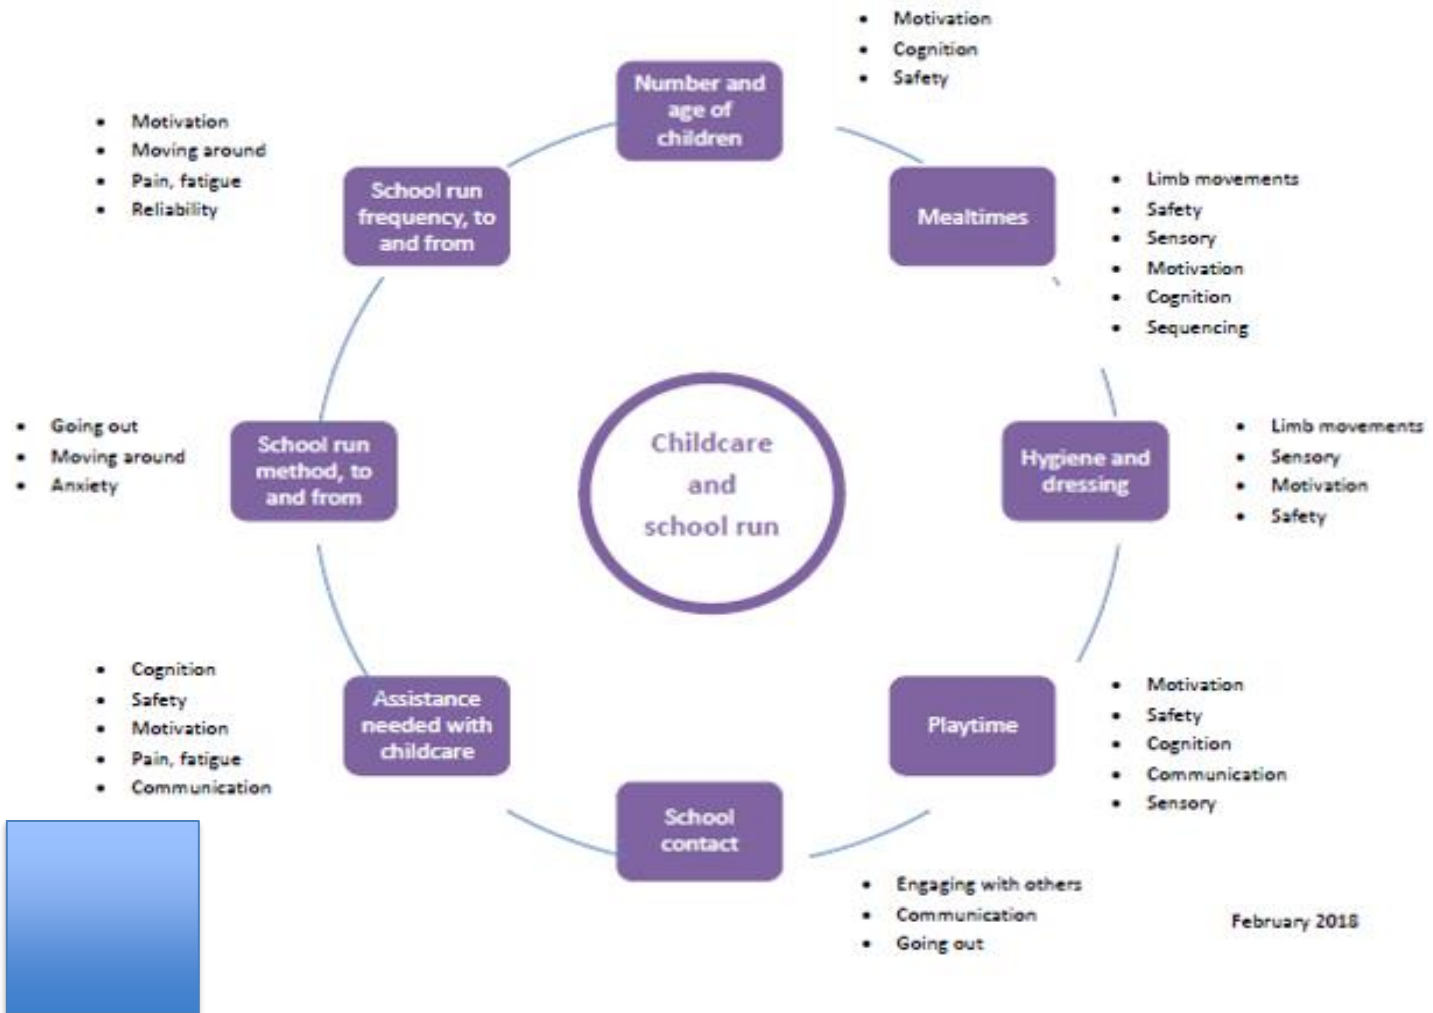 Childcare
and
school run
Number and
age of
children
• Motivation
• Cognition
• Safety
Mealtimes
• Limb movements
• Safety
• Sensory
• Motivation
• Cognition
• Sequencing
Hygiene and
dressing
• Limb movements
• Sensory
• Motivation
• Safety
Playtime
• Motivation
• Safety
• Cognition
• Communication
• Sensory
School
contact
• Engaging with others
• Communication
• Going out
Assistance
needed with
childcare
• Cognition
• Safety
• Motivation
• Pain, fatigue
• Communication
School run
method, to
and from
• Going out
• Moving around
• Anxiety
School run
frequency, to
and from
• Motivation
• Moving around
• Pain, fatigue
• Reliability
February 2018